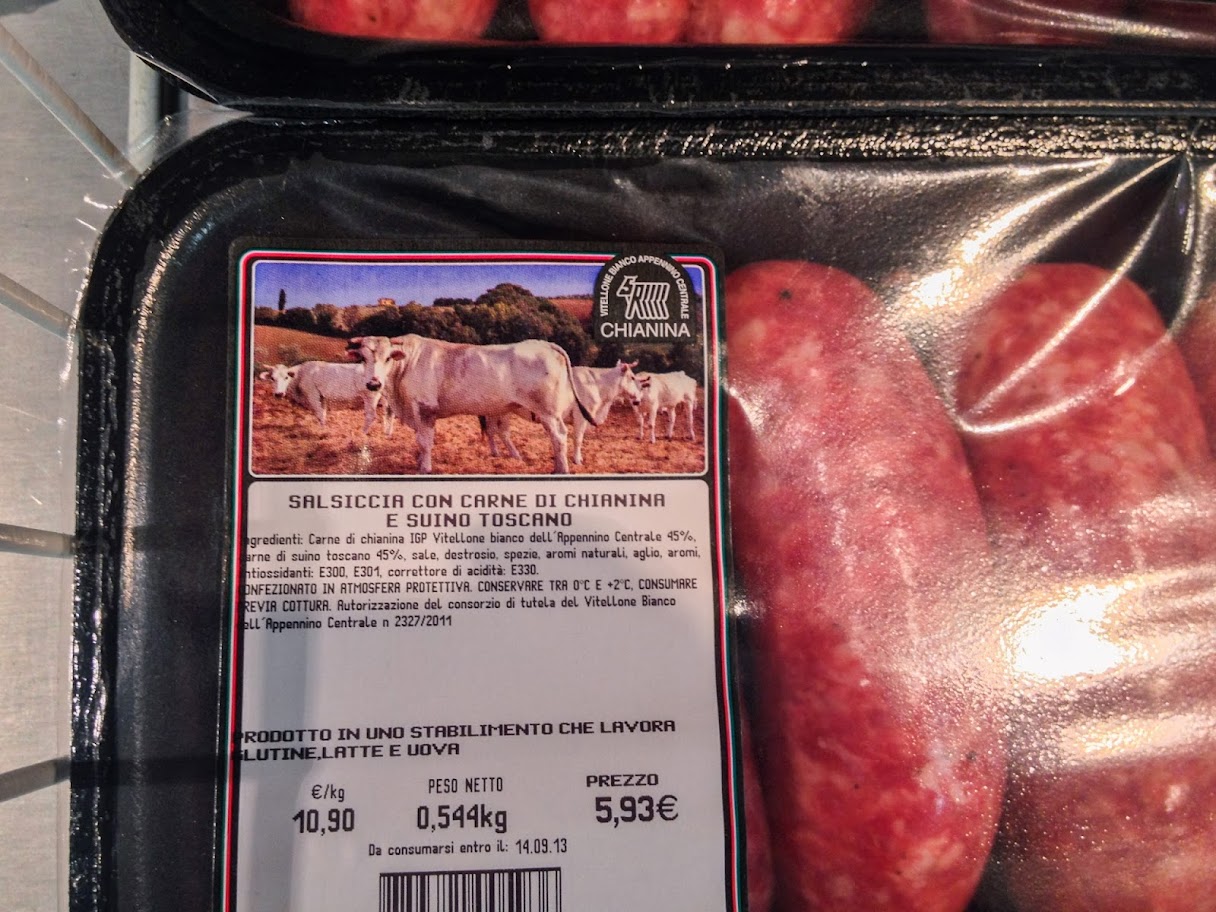 VITELLONE BIANCO APPENNINO CENTRALE
CHIANINA
SALSICCIA CON CARNE DI CHIANINA
E SUINO TOSCANO
ngredienti: Carne di chianina IGP Vitellone bianco dell'Appennino Centrale 45%,
arne di suino toscano 45%, sale, destrosio, spezie, aromi naturali, aglio, aromi,
ntiossidanti: E300, E301, correttore di acidità: E330.
ONFEZIONATO IN ATMOSFERA PROTETTIVA. CONSERVARE TRA 0°C E +2°C, CONSUMARE
REVIA COTTURA. Autorizzazione del consorzio di tutela del Vitellone Bianco
ell'Appennino Centrale n 2327/2011
PRODOTTO IN UNO STABILIMENTO CHE LAVORA
GLUTINE,LATTE E UOVA
€/kg PESO NETTO PREZZO
10,90 0,544kg 5,93€
Da consumarsi entro il: 14.09.13